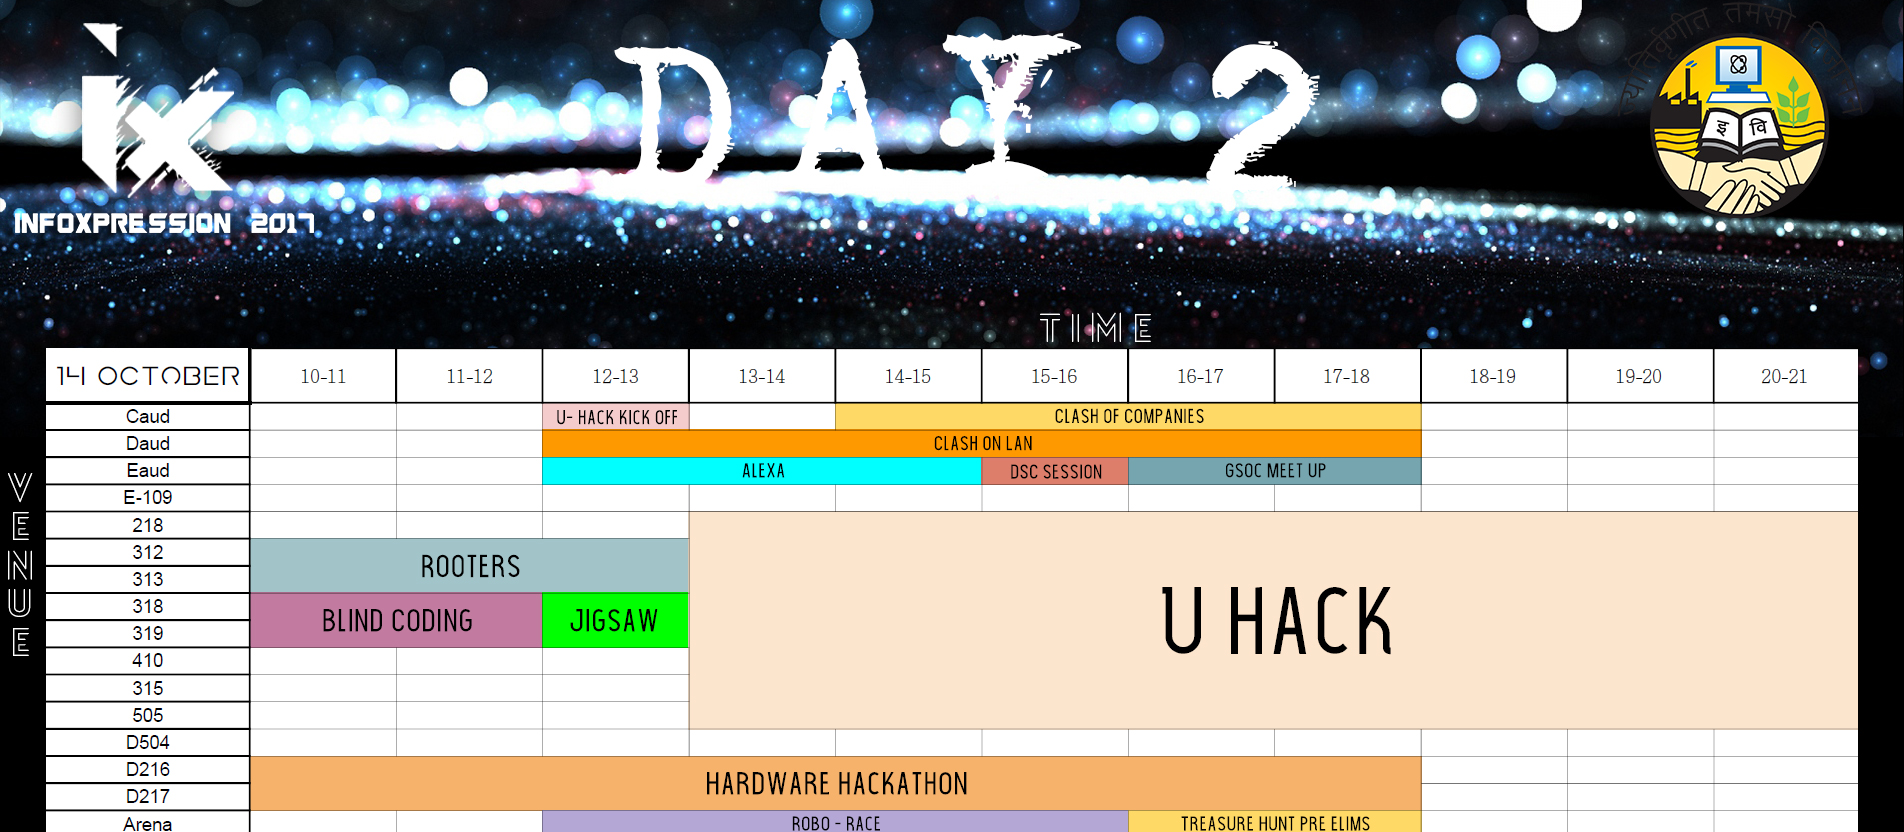 iX
DAY 2
INFOXPRESSION 2017
तमसो
इ वि
TIME
VENUE
14 OCTOBER 10-11 11-12 12-13 13-14 14-15 15-16 16-17 17-18 18-19 19-20 20-21
Caud U- HACK KICK OFF CLASH OF COMPANIES
Daud CLASH ON LAN
Eaud ALEXA DSC SESSION GSOC MEET UP
E-109
218
312
ROOTERS
313
318
BLIND CODING JIGSAW U HACK
319
410
315
505
D504
D216
HARDWARE HACKATHON
D217
Arena ROBO - RACE TREASURE HUNT PRE ELIMS